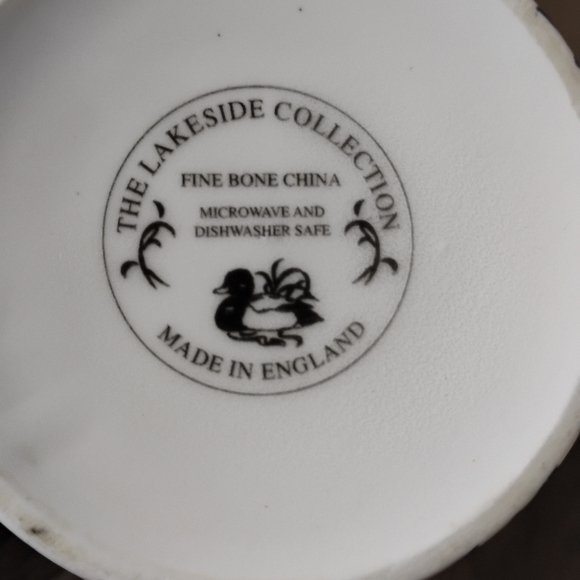 THE LAKESIDE COLLECTION
FINE BONE CHINA
MICROWAVE AND
DISHWASHER SAFE
MADE IN ENGLAND